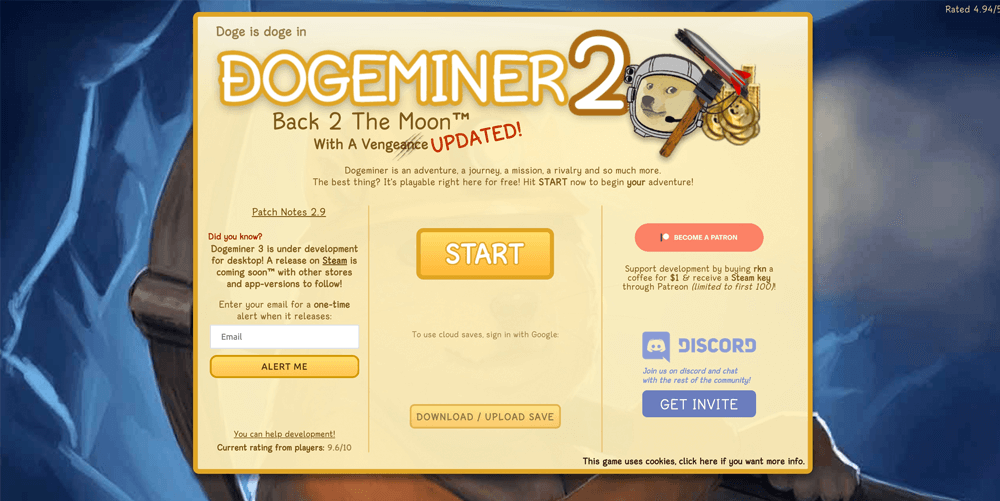 Rated 4.94/5
Doge is doge in
ÐOGEMINER 2
Back 2 The Moon™
With A Vengeance UPDATED!
Dogeminer is an adventure, a journey, a mission, a rivalry and so much more.
The best thing? It's playable right here for free! Hit START now to begin your adventure!
Patch Notes 2.9
Did you know?
Dogeminer 3 is under development
for desktop! A release on Steam is
coming soon™ with other stores
and app-versions to follow!
Enter your email for a one-time
alert when it releases:
Email
ALERT ME
You can help development!
Current rating from players: 9.6/10
START
To use cloud saves, sign in with Google:
DOWNLOAD / UPLOAD SAVE
BECOME A PATRON
Support development by buying rkn a
coffee for $1 & receive a Steam key
through Patreon (limited to first 100)!
DISCORD
Join us on discord and chat
with the rest of the community!
GET INVITE
This game uses cookies, click here if you want more info.